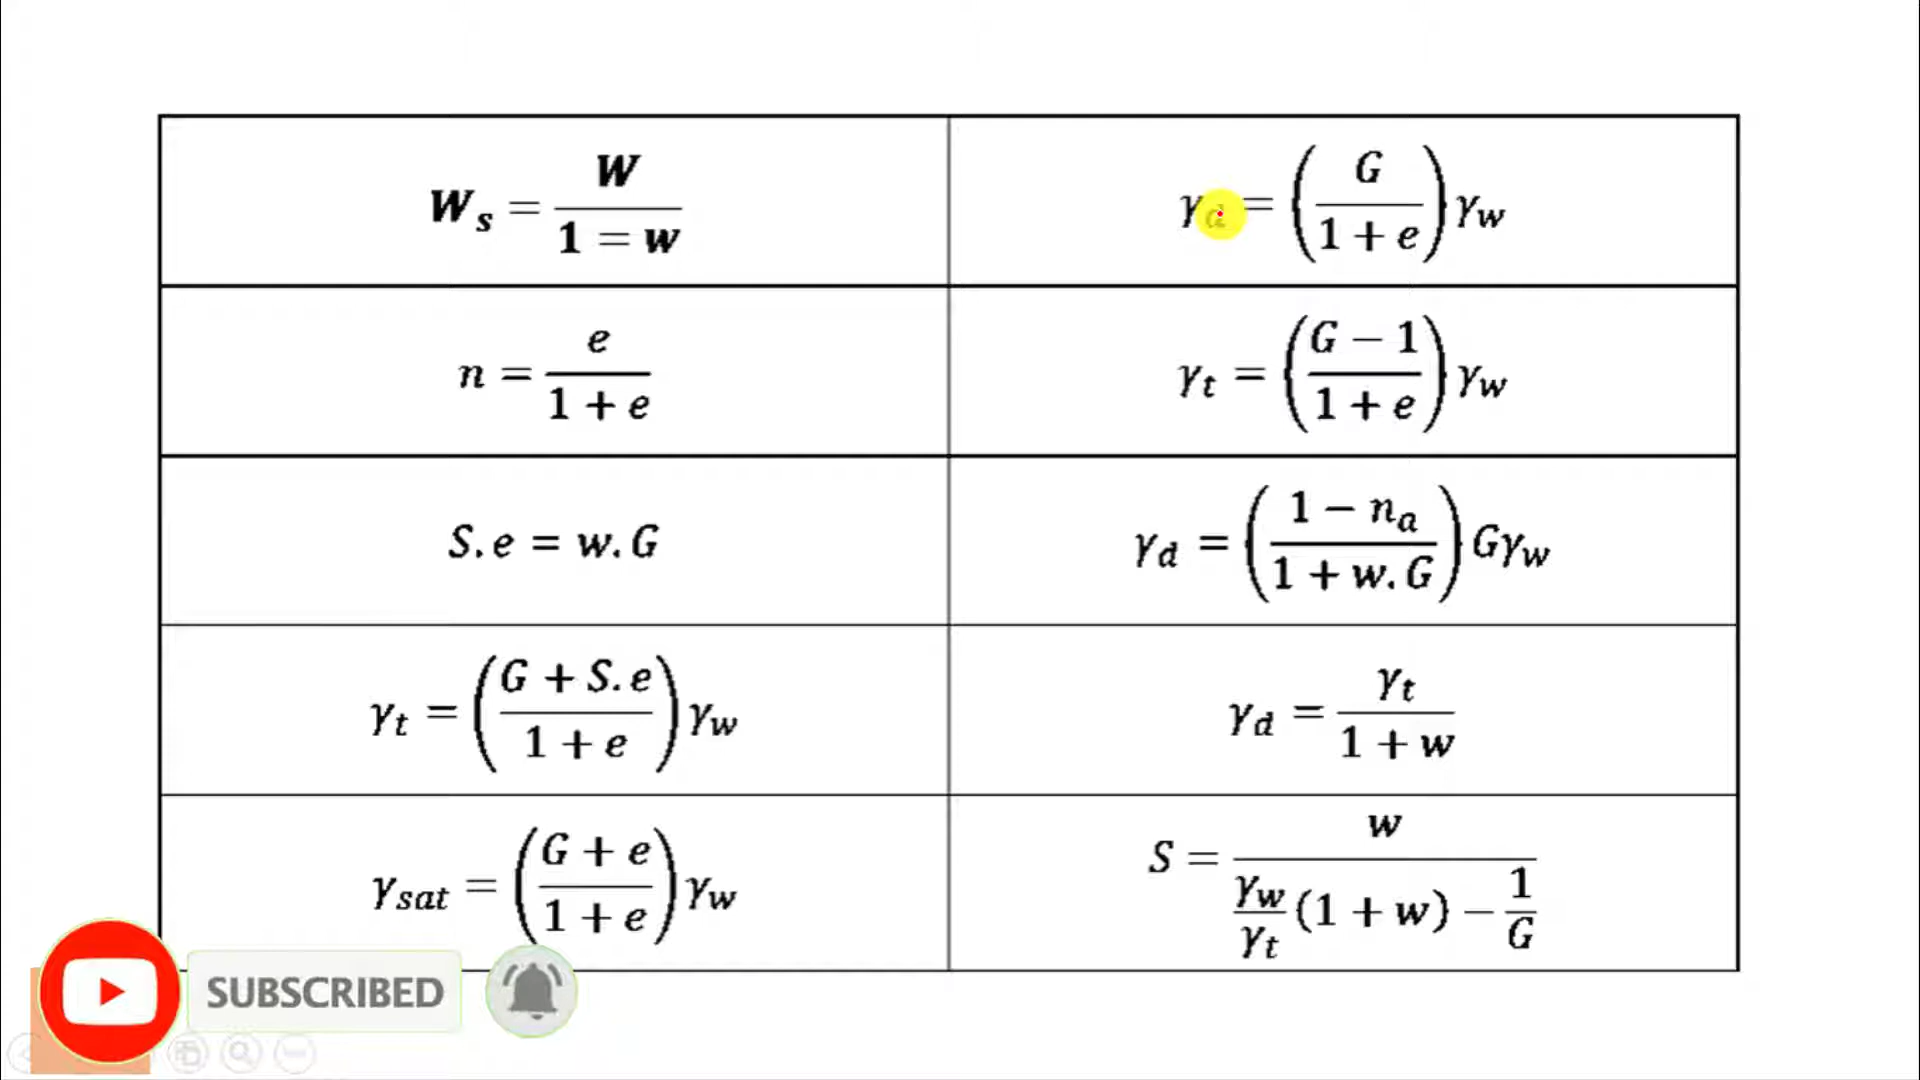 W_s = W / (1 = w)
γ_d = (G / (1 + e)) γ_w
n = e / (1 + e)
γ_t = ((G − 1) / (1 + e)) γ_w
S.e = w.G
γ_d = ((1 − n_a) / (1 + w.G)) Gγ_w
γ_t = ((G + S.e) / (1 + e)) γ_w
γ_d = γ_t / (1 + w)
γ_sat = ((G + e) / (1 + e)) γ_w
S = w / ((γ_w / γ_t)(1 + w) − 1/G)
SUBSCRIBED